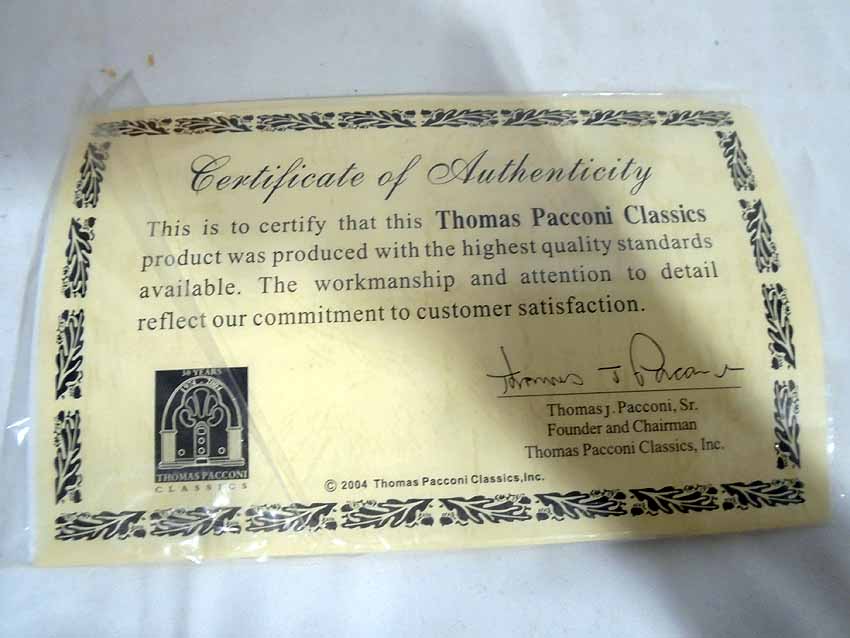 Certificate of Authenticity
This is to certify that this Thomas Pacconi Classics
product was produced with the highest quality standards
available. The workmanship and attention to detail
reflect our commitment to customer satisfaction.
Thomas J Pacconi
Thomas J. Pacconi, Sr.
Founder and Chairman
Thomas Pacconi Classics, Inc.
30 YEARS
THOMAS PACCONI
CLASSICS
© 2004 Thomas Pacconi Classics, Inc.